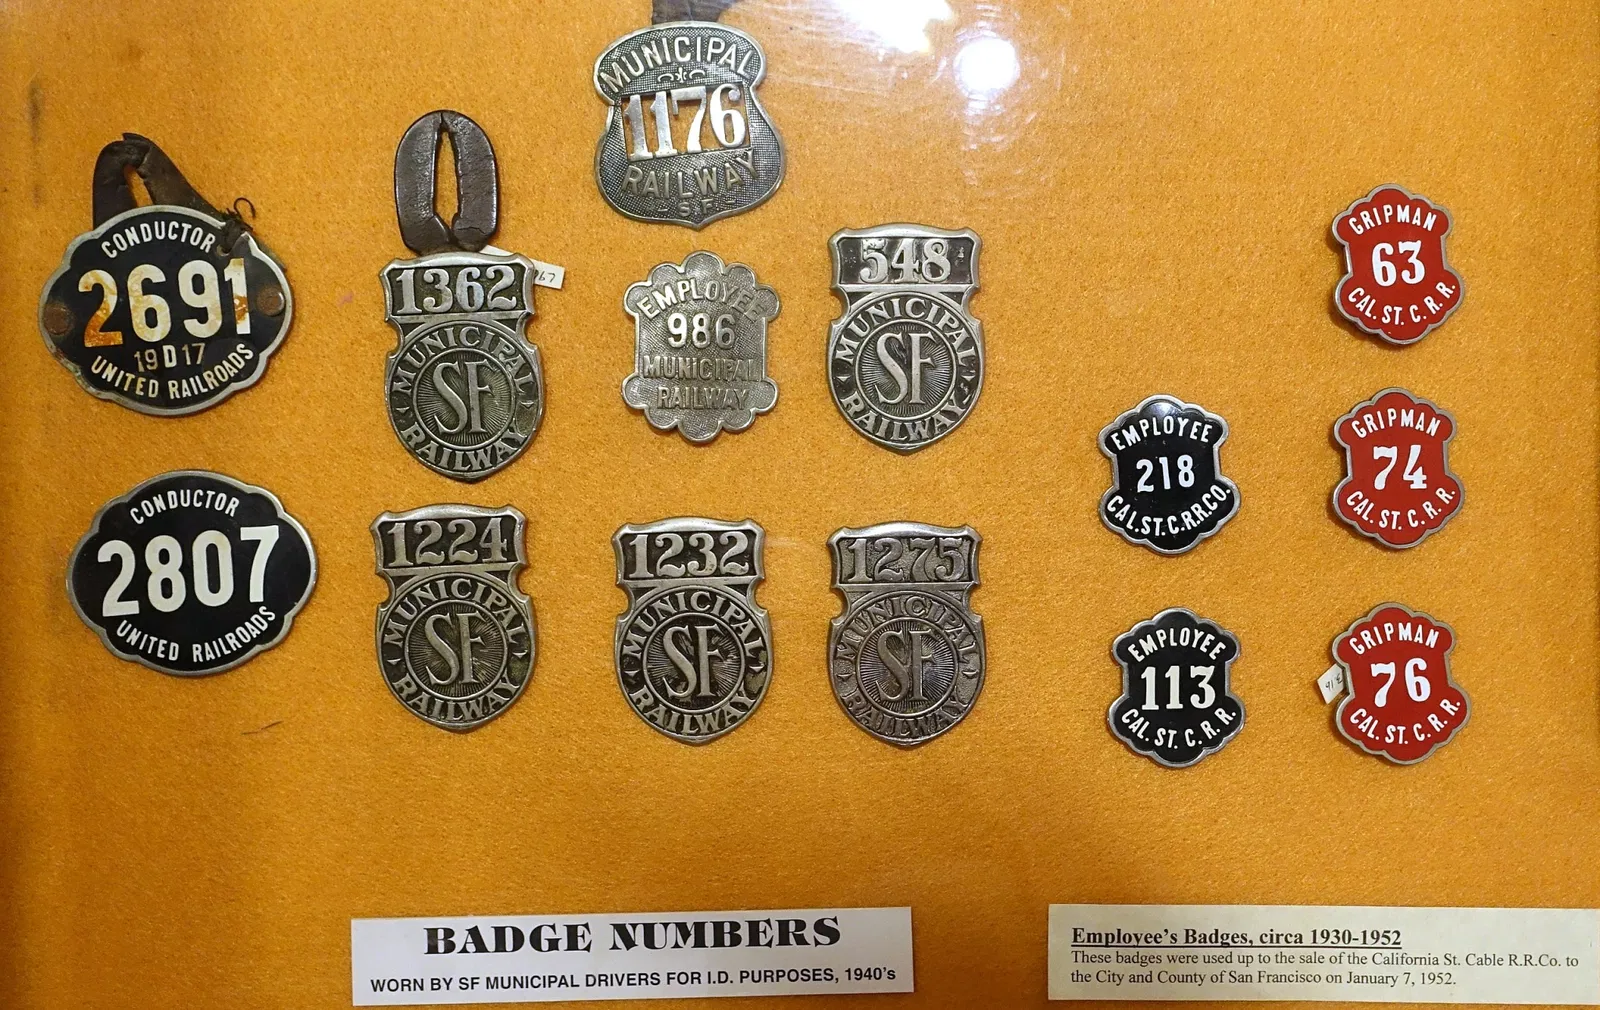 MUNICIPAL
1176
RAILWAY
S.F.
CONDUCTOR
2691
19 D 17
UNITED RAILROADS
1362
MUNICIPAL
SF
RAILWAY
EMPLOYEE
986
MUNICIPAL
RAILWAY
548
MUNICIPAL
SF
RAILWAY
GRIPMAN
63
CAL. ST. C. R. R.
CONDUCTOR
2807
UNITED RAILROADS
1224
MUNICIPAL
SF
RAILWAY
1232
MUNICIPAL
SF
RAILWAY
1275
MUNICIPAL
SF
RAILWAY
EMPLOYEE
218
CAL.ST.C.R.R.CO.
GRIPMAN
74
CAL. ST. C. R. R.
EMPLOYEE
113
CAL. ST. C. R. R.
GRIPMAN
76
CAL. ST. C. R. R.
BADGE NUMBERS
WORN BY SF MUNICIPAL DRIVERS FOR I.D. PURPOSES, 1940's
Employee's Badges, circa 1930-1952
These badges were used up to the sale of the California St. Cable R.R.Co. to
the City and County of San Francisco on January 7, 1952.